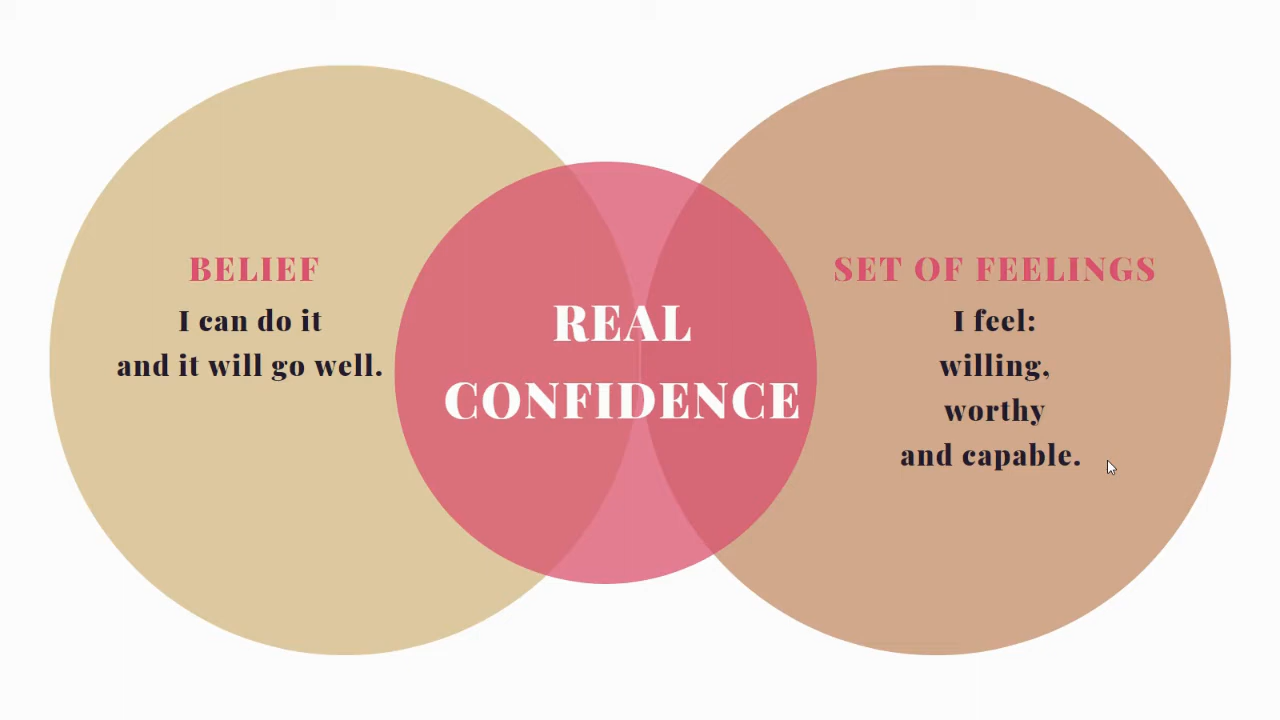 BELIEF
I can do it
and it will go well.
REAL
CONFIDENCE
SET OF FEELINGS
I feel:
willing,
worthy
and capable.